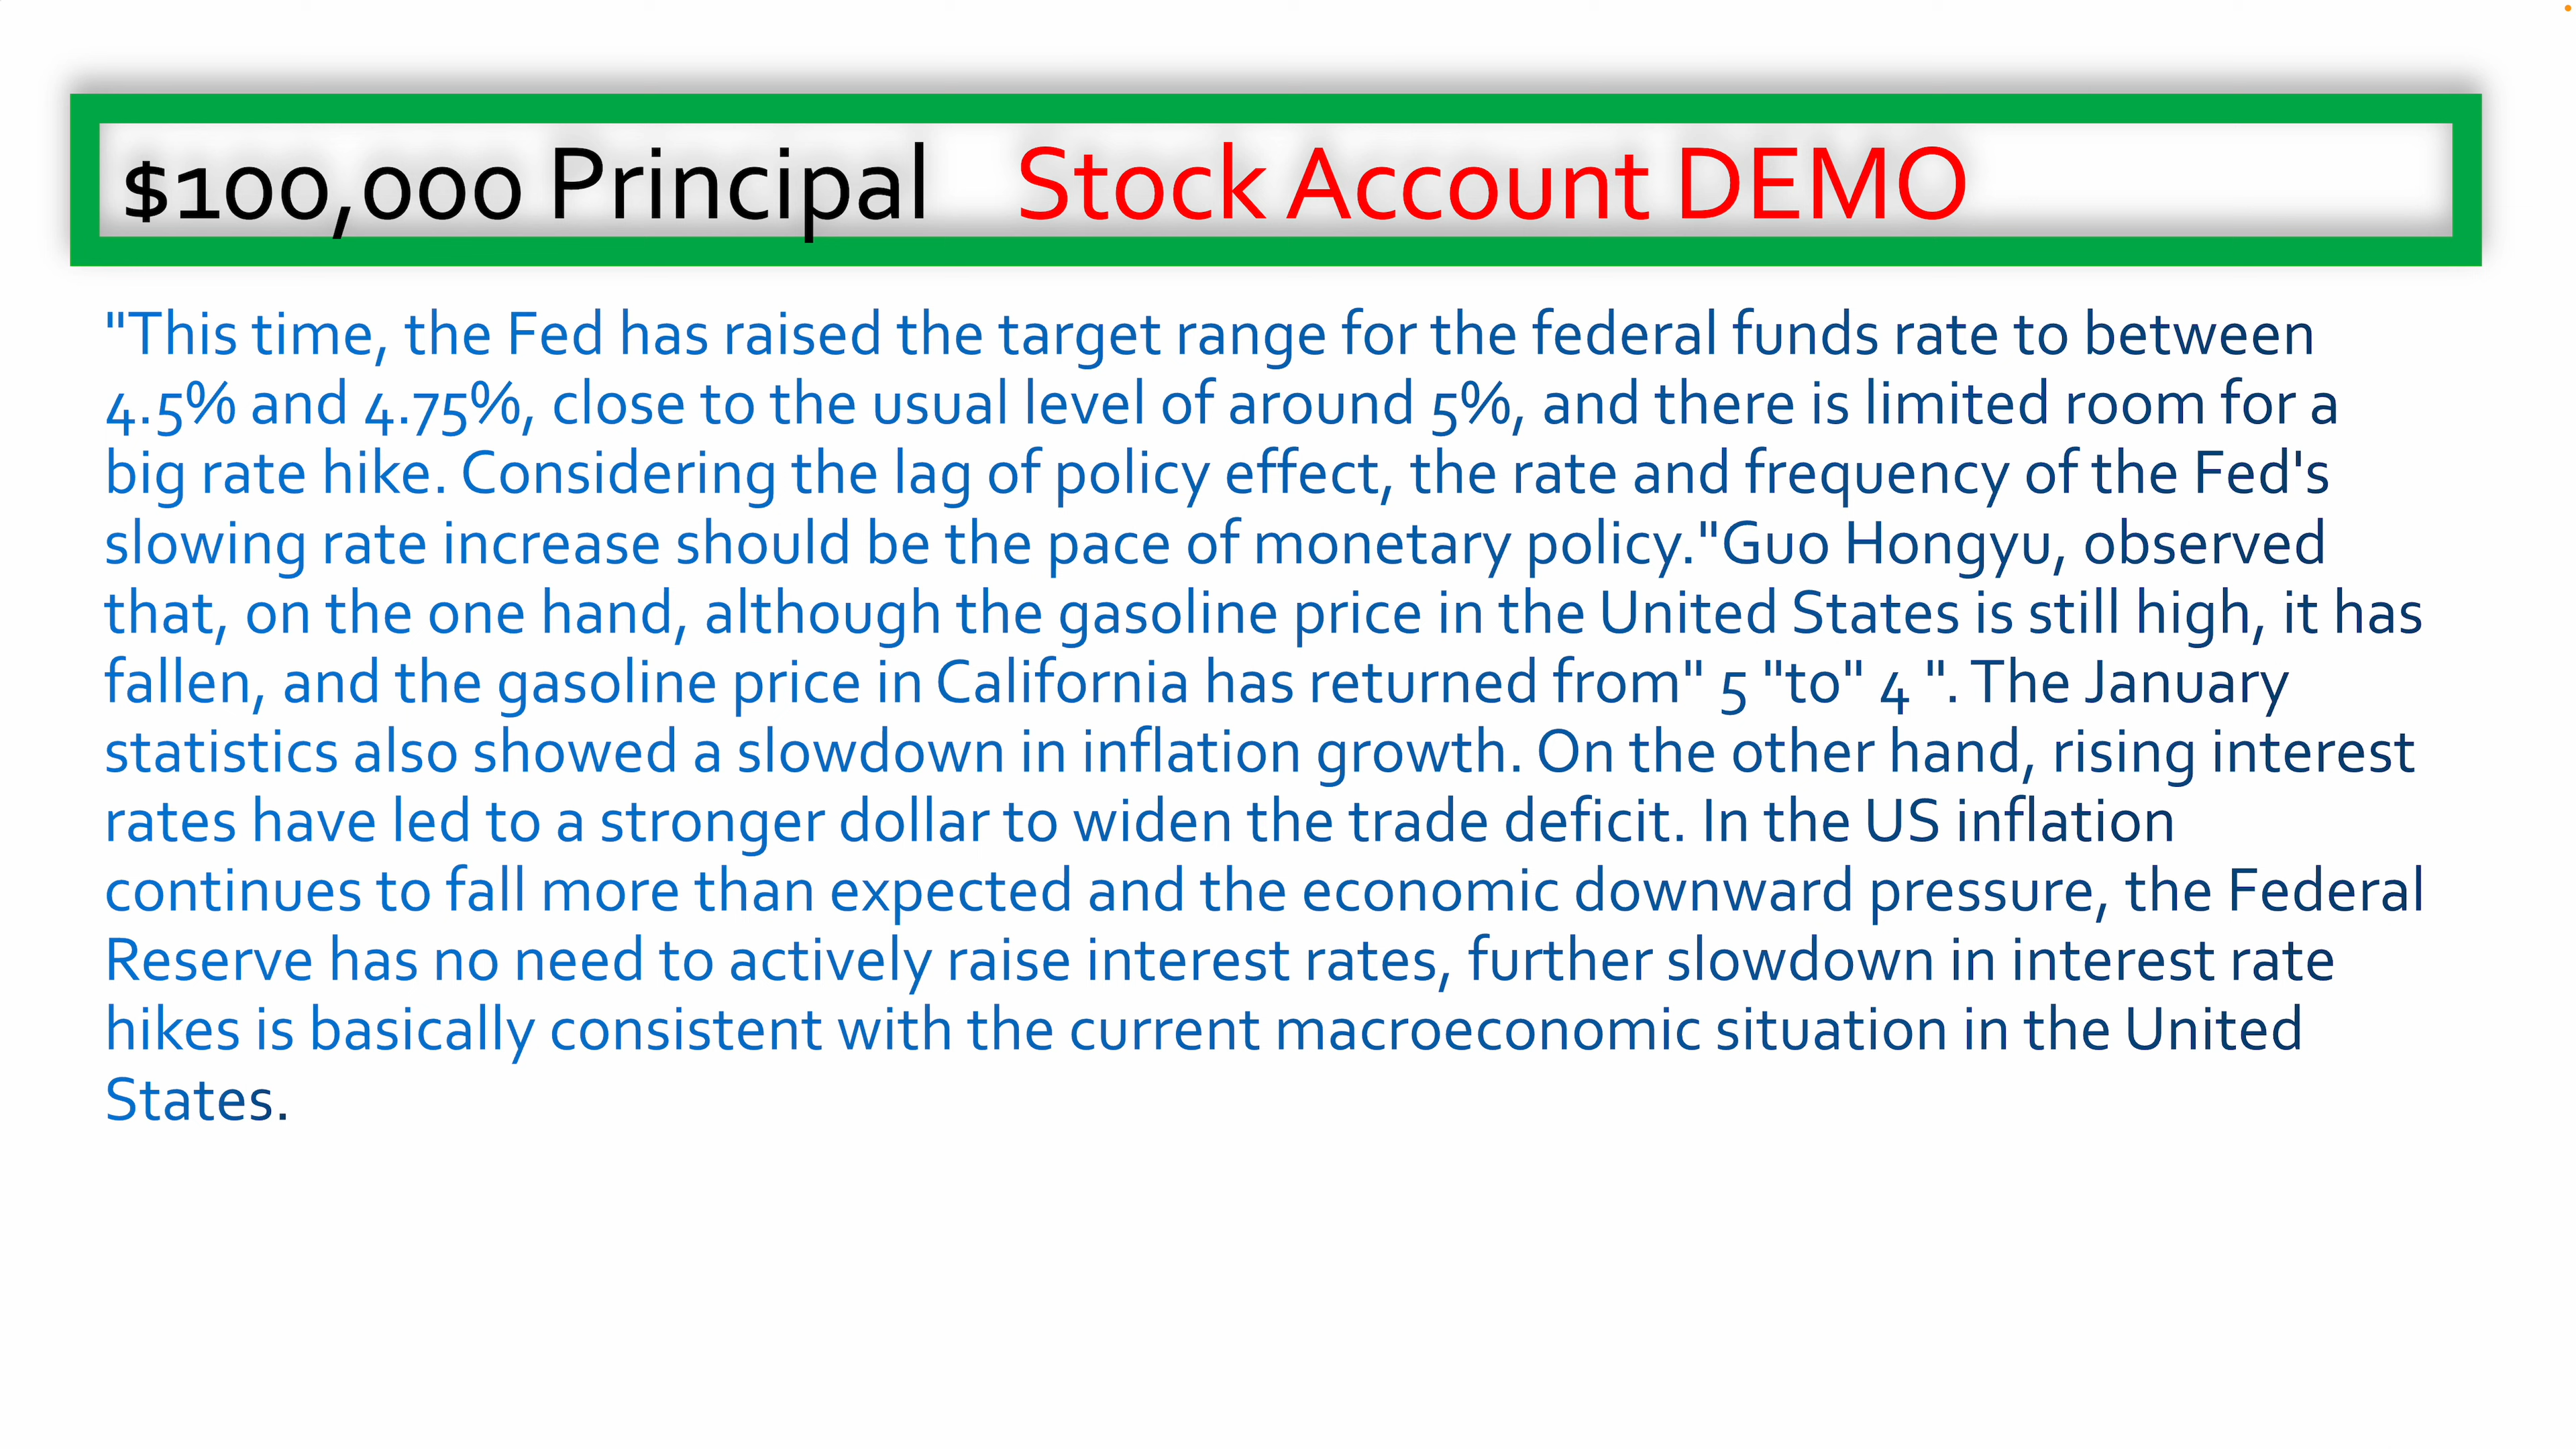 $100,000 Principal Stock Account DEMO
"This time, the Fed has raised the target range for the federal funds rate to between
4.5% and 4.75%, close to the usual level of around 5%, and there is limited room for a
big rate hike. Considering the lag of policy effect, the rate and frequency of the Fed's
slowing rate increase should be the pace of monetary policy."Guo Hongyu, observed
that, on the one hand, although the gasoline price in the United States is still high, it has
fallen, and the gasoline price in California has returned from" 5 "to" 4 ". The January
statistics also showed a slowdown in inflation growth. On the other hand, rising interest
rates have led to a stronger dollar to widen the trade deficit. In the US inflation
continues to fall more than expected and the economic downward pressure, the Federal
Reserve has no need to actively raise interest rates, further slowdown in interest rate
hikes is basically consistent with the current macroeconomic situation in the United
States.